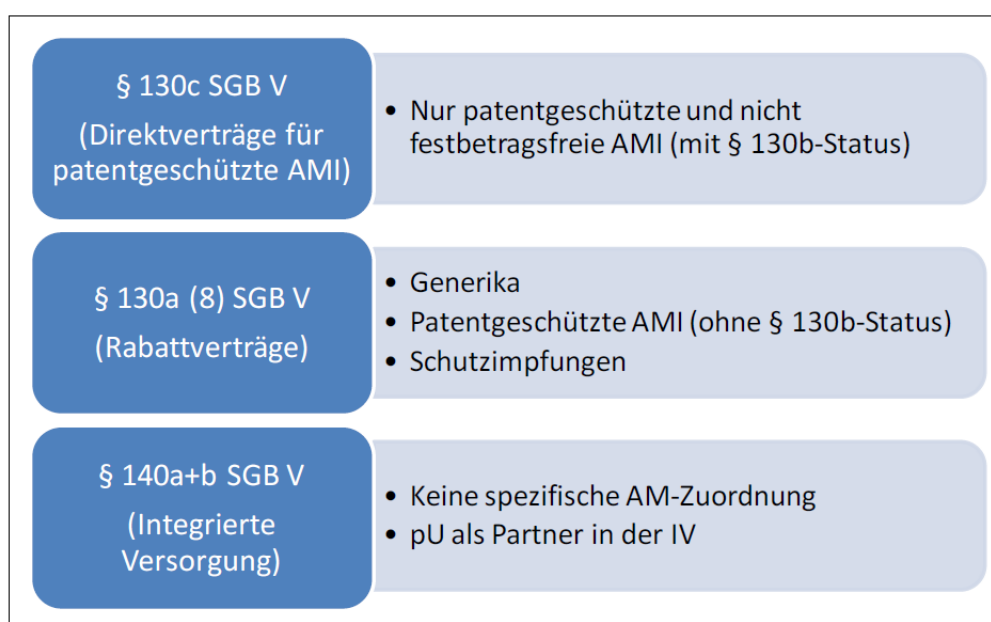 § 130c SGB V
(Direktverträge für
patentgeschützte AMI)
• Nur patentgeschützte und nicht
festbetragsfreie AMI (mit § 130b-Status)
§ 130a (8) SGB V
(Rabattverträge)
• Generika
• Patentgeschützte AMI (ohne § 130b-Status)
• Schutzimpfungen
§ 140a+b SGB V
(Integrierte
Versorgung)
• Keine spezifische AM-Zuordnung
• pU als Partner in der IV